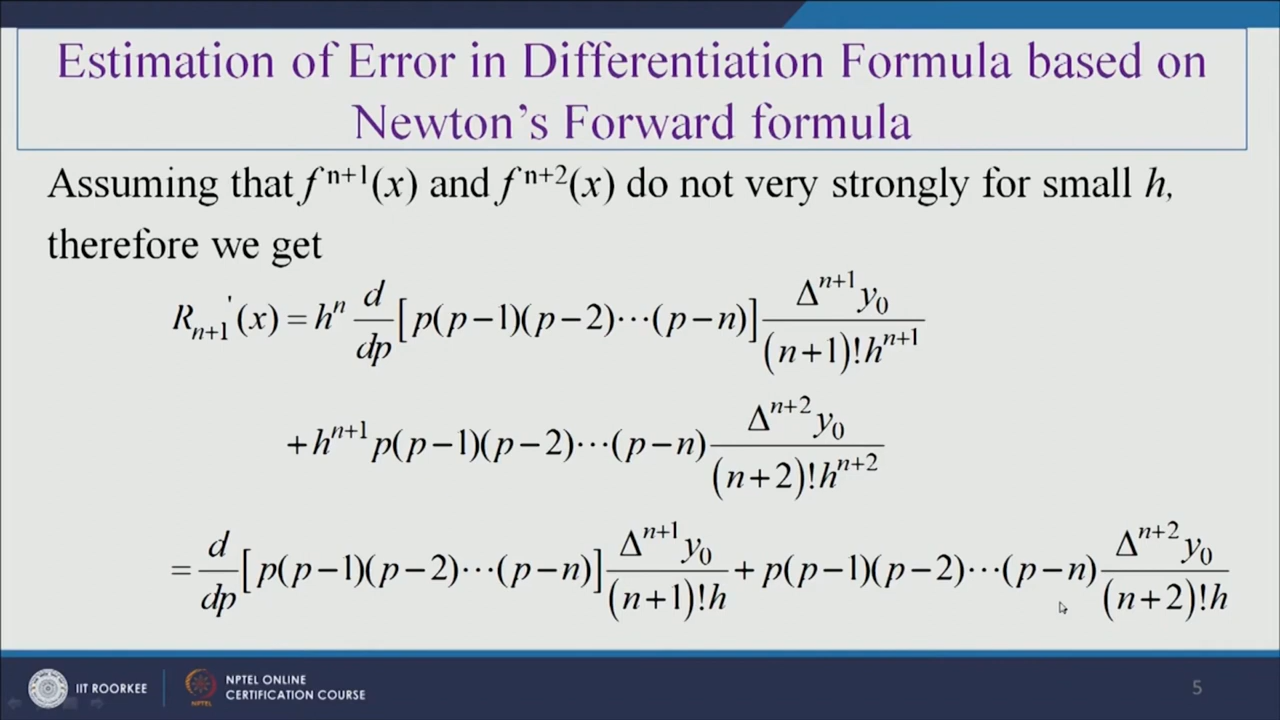 Estimation of Error in Differentiation Formula based on
Newton's Forward formula
Assuming that f^{n+1}(x) and f^{n+2}(x) do not very strongly for small h,
therefore we get
R_{n+1}'(x) = h^n d/dp [p(p−1)(p−2)⋯(p−n)] Δ^{n+1}y_0 / (n+1)!h^{n+1}
+h^{n+1} p(p−1)(p−2)⋯(p−n) Δ^{n+2}y_0 / (n+2)!h^{n+2}
= d/dp [p(p−1)(p−2)⋯(p−n)] Δ^{n+1}y_0 / (n+1)!h + p(p−1)(p−2)⋯(p−n) Δ^{n+2}y_0 / (n+2)!h
IIT ROORKEE
NPTEL
NPTEL ONLINE
CERTIFICATION COURSE
5